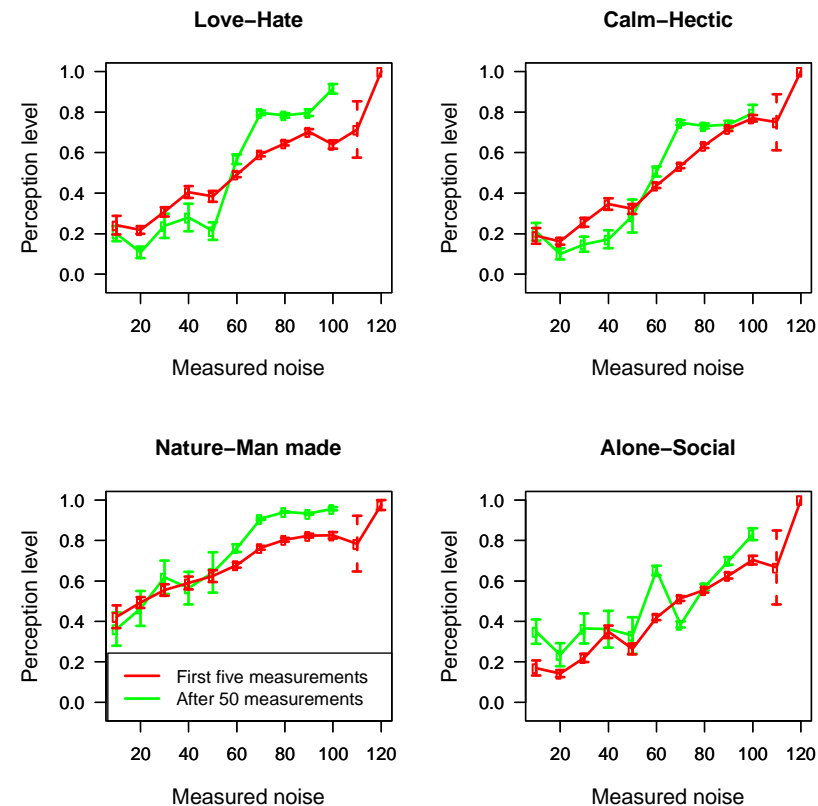 Love−Hate
Perception level
1.0
0.8
0.6
0.4
0.2
0.0
20 40 60 80 100 120
Measured noise
Calm−Hectic
Perception level
1.0
0.8
0.6
0.4
0.2
0.0
20 40 60 80 100 120
Measured noise
Nature−Man made
Perception level
1.0
0.8
0.6
0.4
0.2
0.0
First five measurements
After 50 measurements
20 40 60 80 100 120
Measured noise
Alone−Social
Perception level
1.0
0.8
0.6
0.4
0.2
0.0
20 40 60 80 100 120
Measured noise